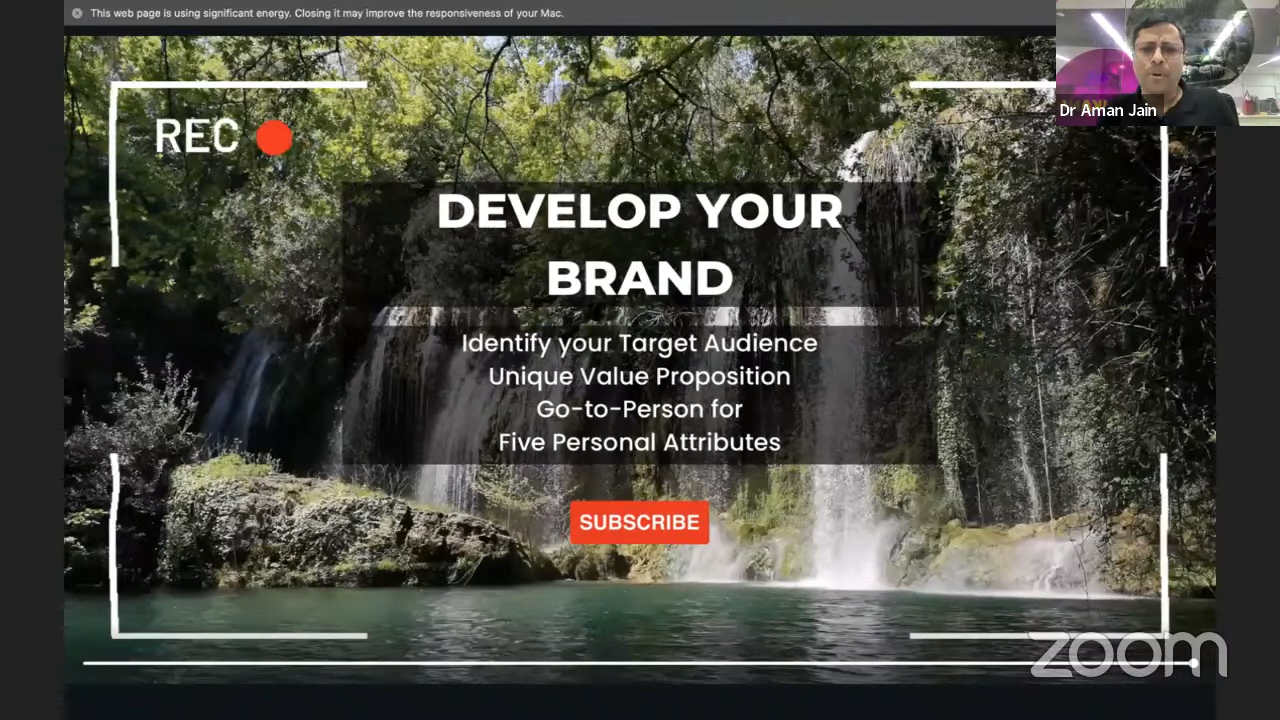 This web page is using significant energy. Closing it may improve the responsiveness of your Mac.
Dr Aman Jain
REC
DEVELOP YOUR
BRAND
Identify your Target Audience
Unique Value Proposition
Go-to-Person for
Five Personal Attributes
SUBSCRIBE
zoom